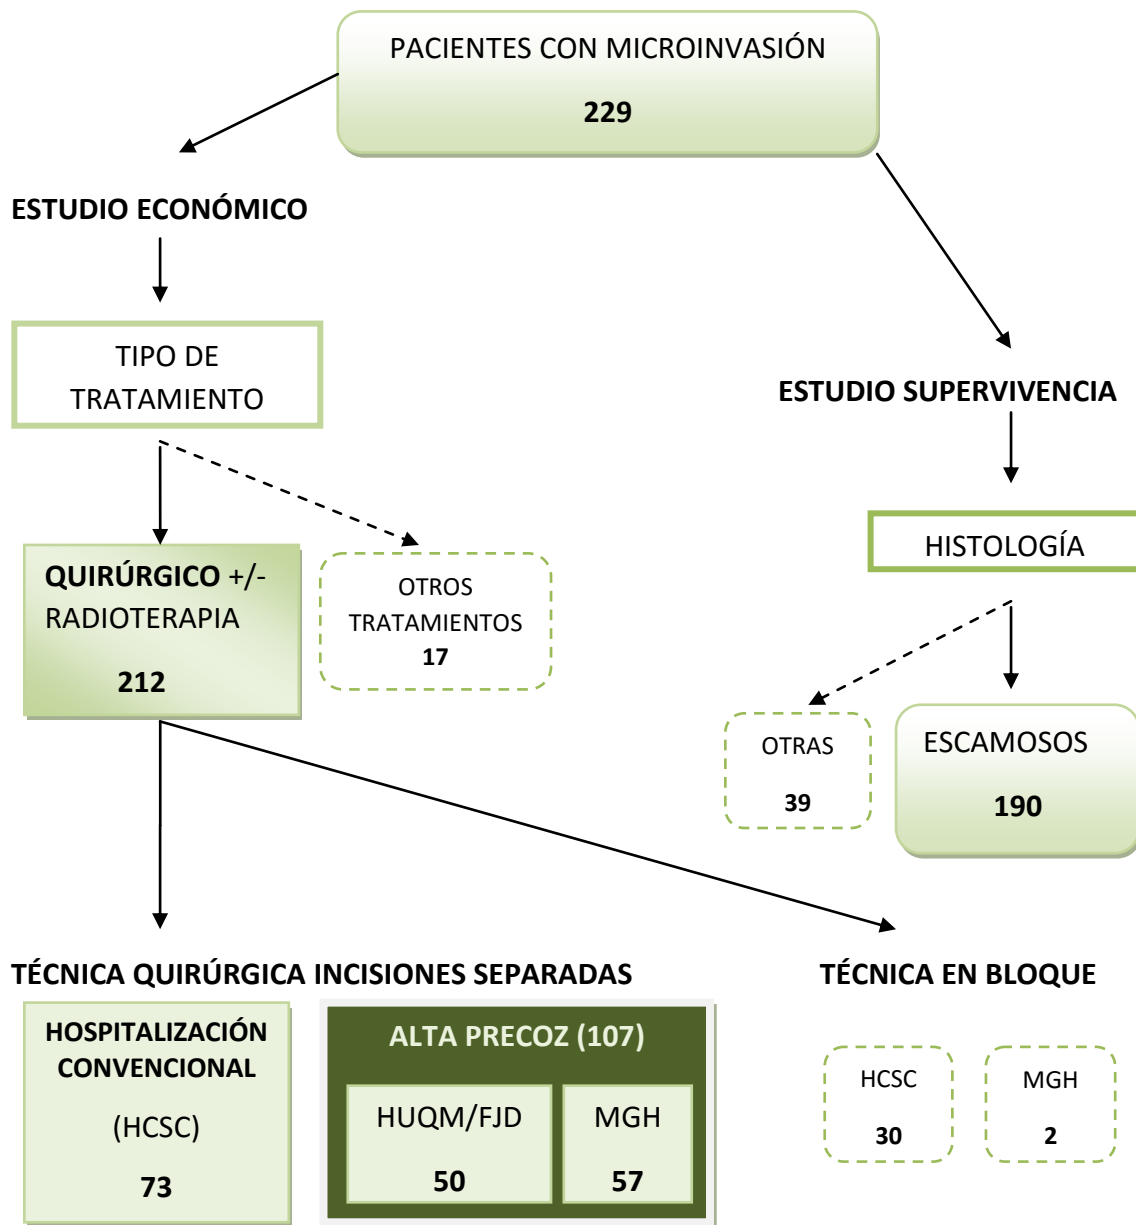 PACIENTES CON MICROINVASIÓN
229
ESTUDIO ECONÓMICO
TIPO DE
TRATAMIENTO
ESTUDIO SUPERVIVENCIA
HISTOLOGÍA
QUIRÚRGICO +/-
RADIOTERAPIA
212
OTROS
TRATAMIENTOS
17
OTRAS
39
ESCAMOSOS
190
TÉCNICA QUIRÚRGICA INCISIONES SEPARADAS
HOSPITALIZACIÓN
CONVENCIONAL
(HCSC)
73
ALTA PRECOZ (107)
HUQM/FJD
50
MGH
57
TÉCNICA EN BLOQUE
HCSC
30
MGH
2